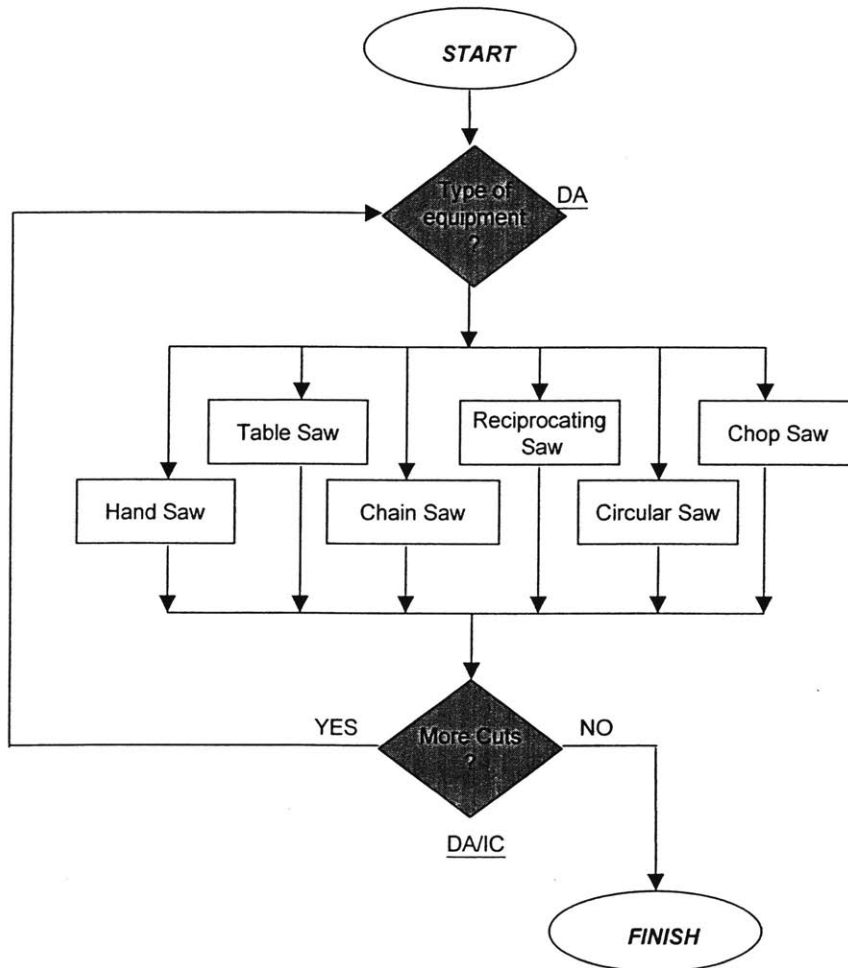 START
Type of
equipment
?
DA
Table Saw
Reciprocating
Saw
Chop Saw
Hand Saw
Chain Saw
Circular Saw
YES
More Cuts
?
NO
DA/IC
FINISH